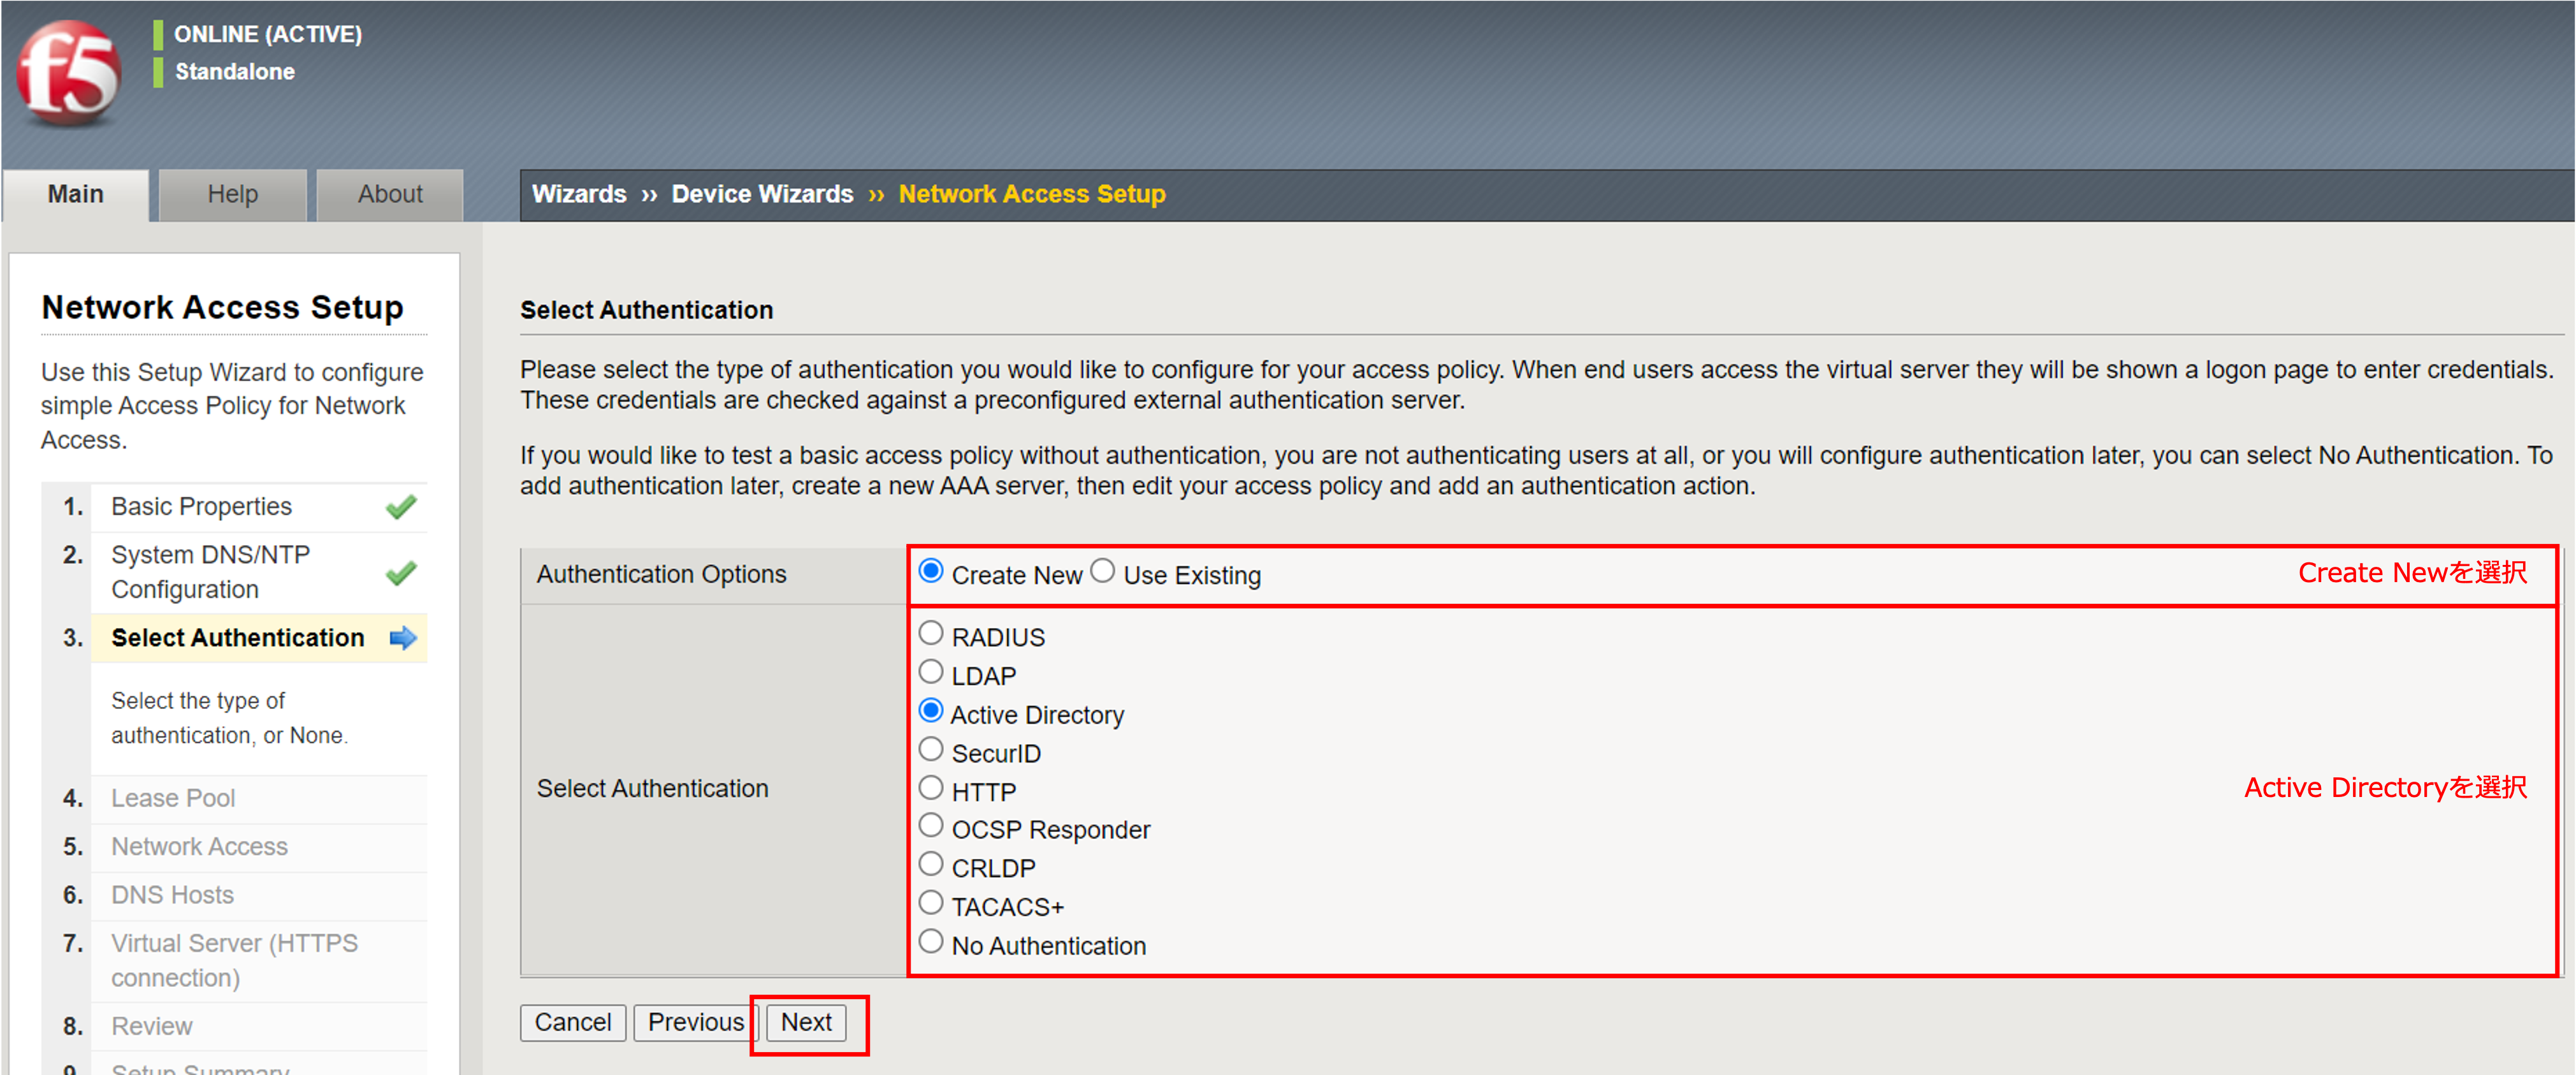 f5
ONLINE (ACTIVE)
Standalone
Main
Help
About
Wizards ›› Device Wizards ›› Network Access Setup
Network Access Setup
Use this Setup Wizard to configure
simple Access Policy for Network
Access.
1. Basic Properties
2. System DNS/NTP
Configuration
3. Select Authentication
Select the type of
authentication, or None.
4. Lease Pool
5. Network Access
6. DNS Hosts
7. Virtual Server (HTTPS
connection)
8. Review
9. Setup Summary
Select Authentication
Please select the type of authentication you would like to configure for your access policy. When end users access the virtual server they will be shown a logon page to enter credentials.
These credentials are checked against a preconfigured external authentication server.
If you would like to test a basic access policy without authentication, you are not authenticating users at all, or you will configure authentication later, you can select No Authentication. To
add authentication later, create a new AAA server, then edit your access policy and add an authentication action.
Authentication Options
Create New Use Existing
Create Newを選択
Select Authentication
RADIUS
LDAP
Active Directory
SecurID
HTTP
OCSP Responder
CRLDP
TACACS+
No Authentication
Active Directoryを選択
Cancel Previous Next